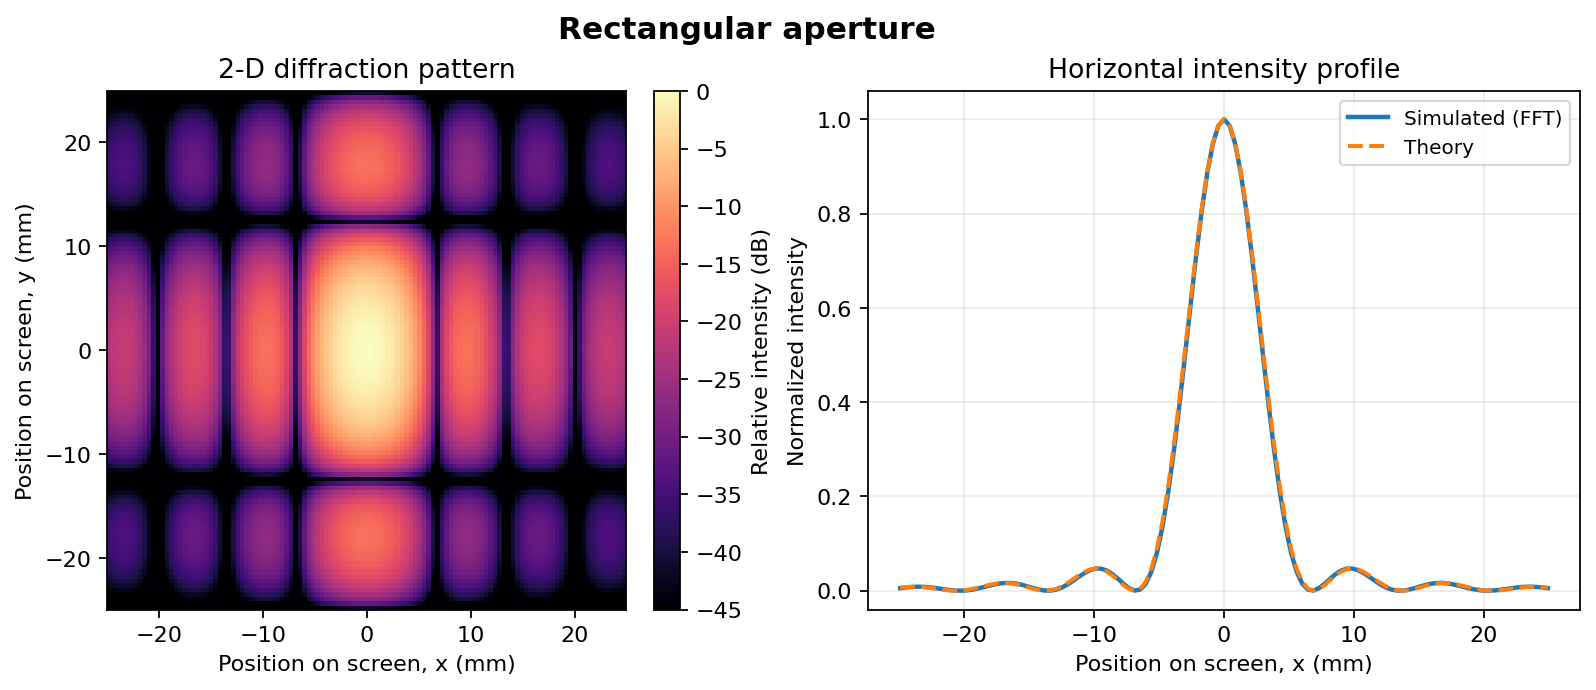 Rectangular aperture
2-D diffraction pattern
Position on screen, y (mm)
20
10
0
−10
−20
−20 −10 0 10 20
Position on screen, x (mm)
0
−5
−10
−15
−20
−25
−30
−35
−40
−45
Relative intensity (dB)
Horizontal intensity profile
Normalized intensity
1.0
0.8
0.6
0.4
0.2
0.0
−20 −10 0 10 20
Position on screen, x (mm)
Simulated (FFT)
Theory